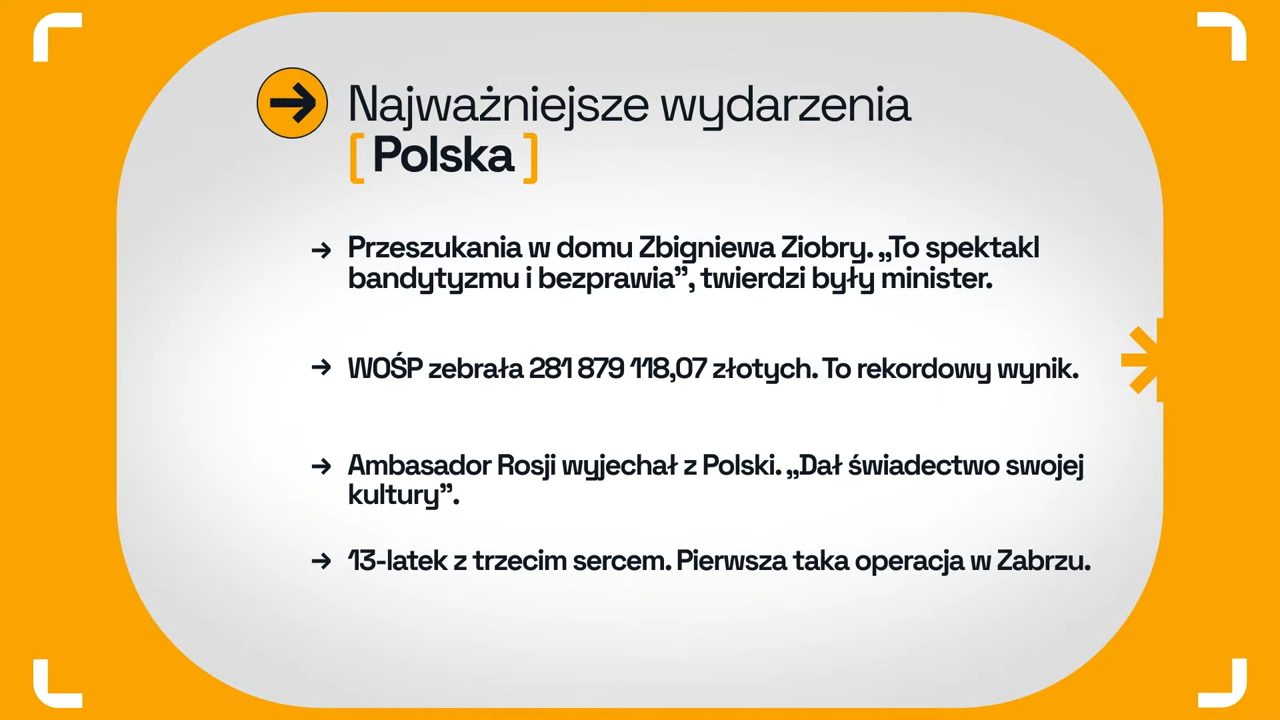 Najważniejsze wydarzenia
[ Polska ]
→ Przeszukania w domu Zbigniewa Ziobry. „To spektakl
bandytyzmu i bezprawia”, twierdzi były minister.
→ WOŚP zebrała 281 879 118,07 złotych. To rekordowy wynik.
→ Ambasador Rosji wyjechał z Polski. „Dał świadectwo swojej
kultury”.
→ 13-latek z trzecim sercem. Pierwsza taka operacja w Zabrzu.